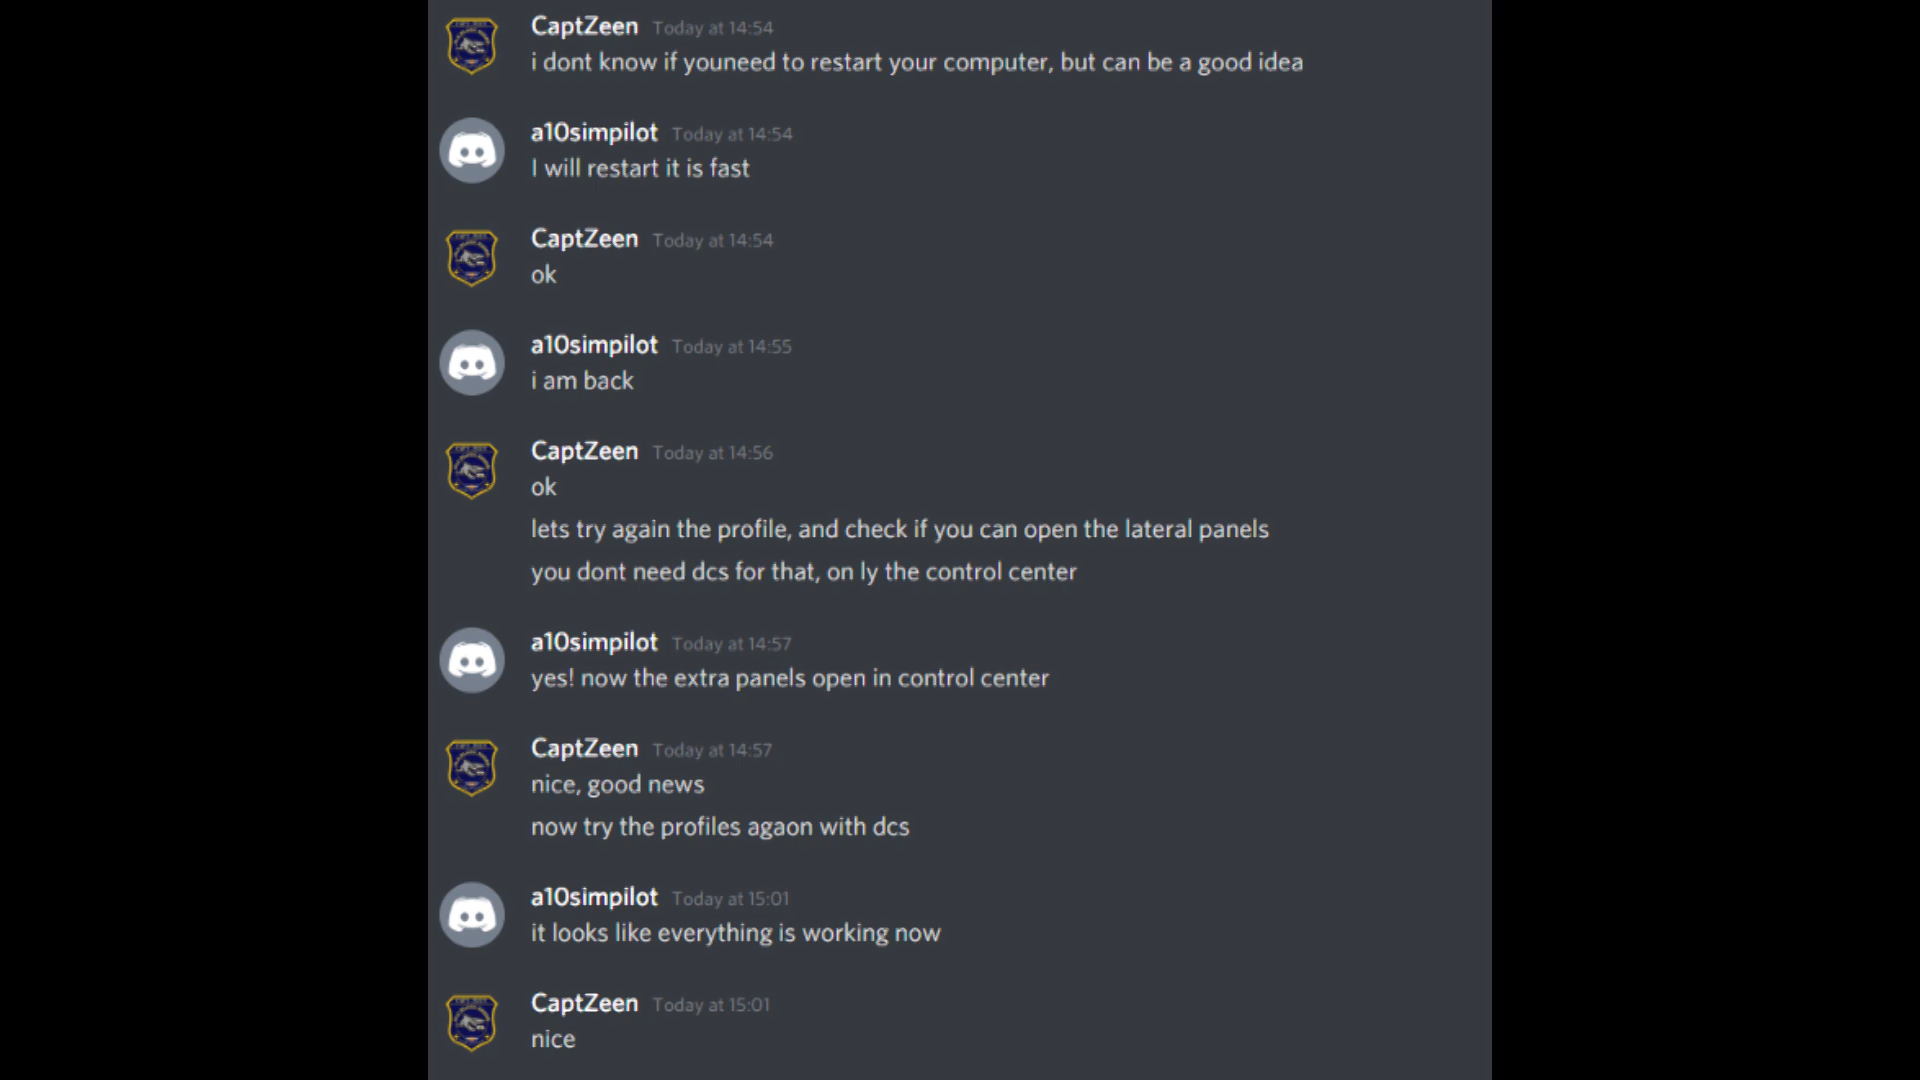 CaptZeen Today at 14:54
i dont know if youneed to restart your computer, but can be a good idea
a10simpilot Today at 14:54
I will restart it is fast
CaptZeen Today at 14:54
ok
a10simpilot Today at 14:55
i am back
CaptZeen Today at 14:56
ok
lets try again the profile, and check if you can open the lateral panels
you dont need dcs for that, on ly the control center
a10simpilot Today at 14:57
yes! now the extra panels open in control center
CaptZeen Today at 14:57
nice, good news
now try the profiles agaon with dcs
a10simpilot Today at 15:01
it looks like everything is working now
CaptZeen Today at 15:01
nice